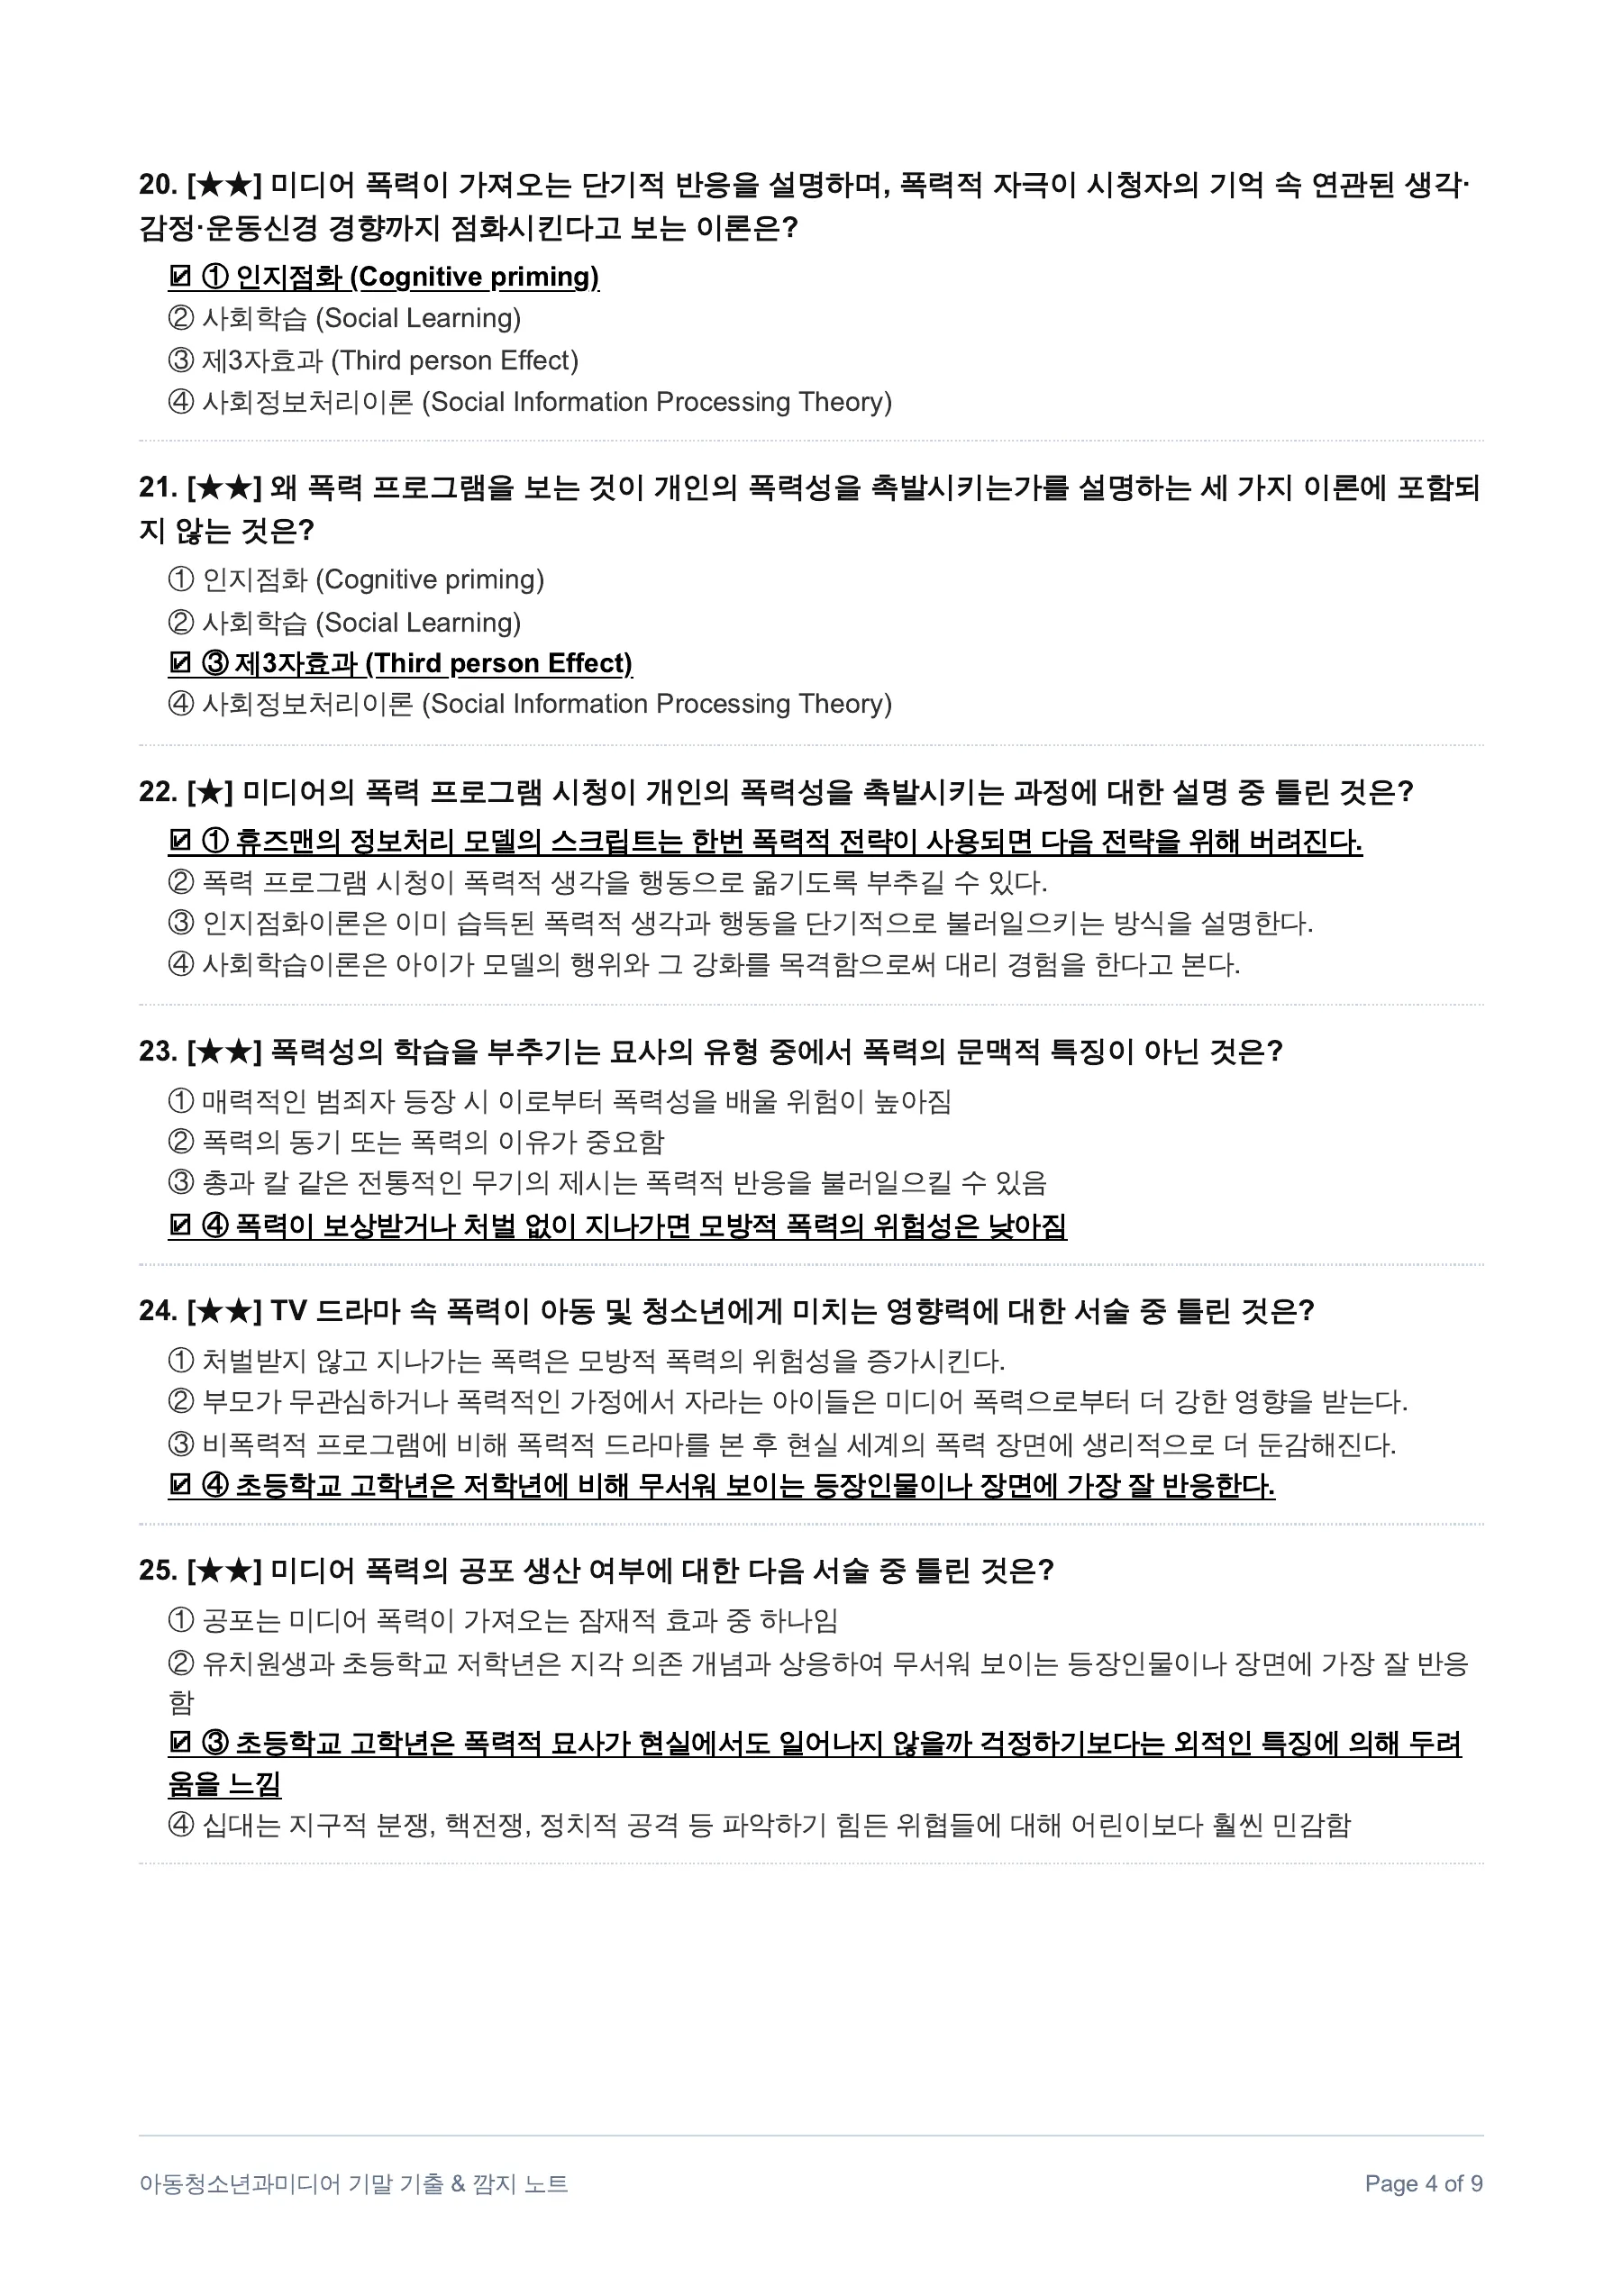 20. [★★] 미디어 폭력이 가져오는 단기적 반응을 설명하며, 폭력적 자극이 시청자의 기억 속 연관된 생각·
감정·운동신경 경향까지 점화시킨다고 보는 이론은?
☑ ① 인지점화 (Cognitive priming)
② 사회학습 (Social Learning)
③ 제3자효과 (Third person Effect)
④ 사회정보처리이론 (Social Information Processing Theory)
21. [★★] 왜 폭력 프로그램을 보는 것이 개인의 폭력성을 촉발시키는가를 설명하는 세 가지 이론에 포함되
지 않는 것은?
① 인지점화 (Cognitive priming)
② 사회학습 (Social Learning)
☑ ③ 제3자효과 (Third person Effect)
④ 사회정보처리이론 (Social Information Processing Theory)
22. [★] 미디어의 폭력 프로그램 시청이 개인의 폭력성을 촉발시키는 과정에 대한 설명 중 틀린 것은?
☑ ① 휴즈맨의 정보처리 모델의 스크립트는 한번 폭력적 전략이 사용되면 다음 전략을 위해 버려진다.
② 폭력 프로그램 시청이 폭력적 생각을 행동으로 옮기도록 부추길 수 있다.
③ 인지점화이론은 이미 습득된 폭력적 생각과 행동을 단기적으로 불러일으키는 방식을 설명한다.
④ 사회학습이론은 아이가 모델의 행위와 그 강화를 목격함으로써 대리 경험을 한다고 본다.
23. [★★] 폭력성의 학습을 부추기는 묘사의 유형 중에서 폭력의 문맥적 특징이 아닌 것은?
① 매력적인 범죄자 등장 시 이로부터 폭력성을 배울 위험이 높아짐
② 폭력의 동기 또는 폭력의 이유가 중요함
③ 총과 칼 같은 전통적인 무기의 제시는 폭력적 반응을 불러일으킬 수 있음
☑ ④ 폭력이 보상받거나 처벌 없이 지나가면 모방적 폭력의 위험성은 낮아짐
24. [★★] TV 드라마 속 폭력이 아동 및 청소년에게 미치는 영향력에 대한 서술 중 틀린 것은?
① 처벌받지 않고 지나가는 폭력은 모방적 폭력의 위험성을 증가시킨다.
② 부모가 무관심하거나 폭력적인 가정에서 자라는 아이들은 미디어 폭력으로부터 더 강한 영향을 받는다.
③ 비폭력적 프로그램에 비해 폭력적 드라마를 본 후 현실 세계의 폭력 장면에 생리적으로 더 둔감해진다.
☑ ④ 초등학교 고학년은 저학년에 비해 무서워 보이는 등장인물이나 장면에 가장 잘 반응한다.
25. [★★] 미디어 폭력의 공포 생산 여부에 대한 다음 서술 중 틀린 것은?
① 공포는 미디어 폭력이 가져오는 잠재적 효과 중 하나임
② 유치원생과 초등학교 저학년은 지각 의존 개념과 상응하여 무서워 보이는 등장인물이나 장면에 가장 잘 반응
함
☑ ③ 초등학교 고학년은 폭력적 묘사가 현실에서도 일어나지 않을까 걱정하기보다는 외적인 특징에 의해 두려
움을 느낌
④ 십대는 지구적 분쟁, 핵전쟁, 정치적 공격 등 파악하기 힘든 위협들에 대해 어린이보다 훨씬 민감함
아동청소년과미디어 기말 기출 & 깜지 노트
Page 4 of 9